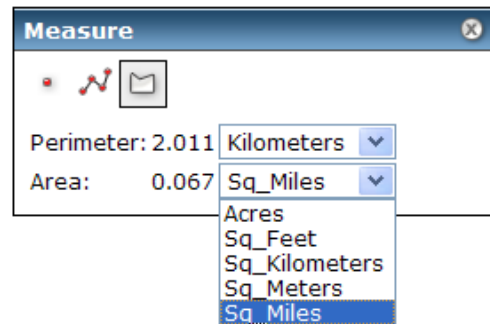 Measure
Perimeter: 2.011 Kilometers
Area: 0.067 Sq_Miles
Acres
Sq_Feet
Sq_Kilometers
Sq_Meters
Sq_Miles